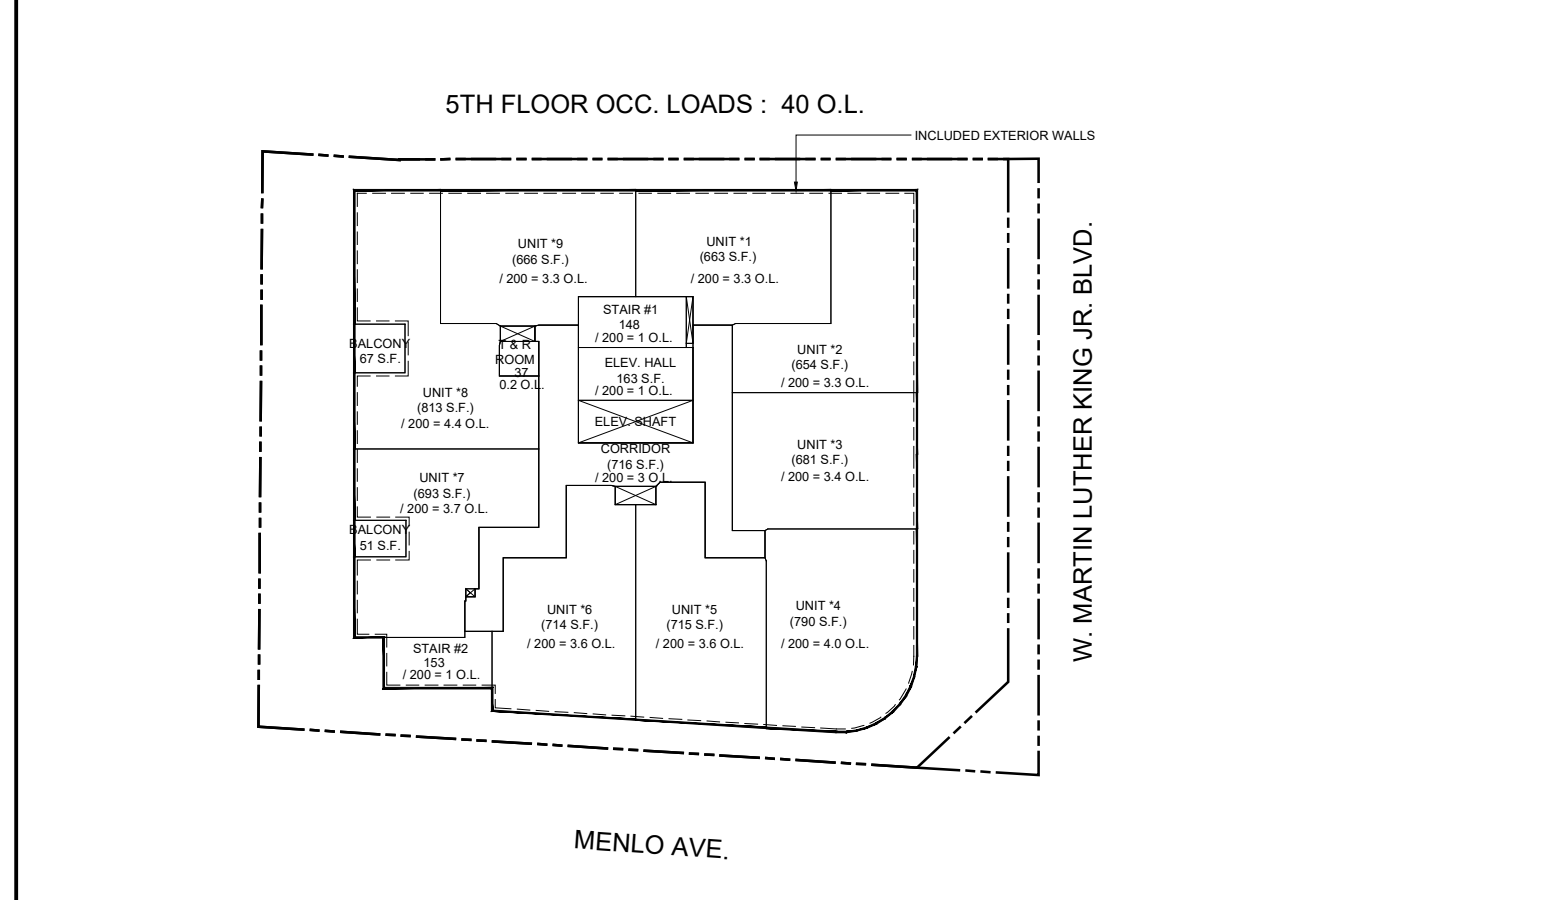 5TH FLOOR OCC. LOADS : 40 O.L.
INCLUDED EXTERIOR WALLS
UNIT *9
(666 S.F.)
/ 200 = 3.3 O.L.
UNIT *1
(663 S.F.)
/ 200 = 3.3 O.L.
STAIR #1
148
/ 200 = 1 O.L.
BALCONY
67 S.F.
T & R
ROOM
37
0.2 O.L.
ELEV. HALL
163 S.F.
/ 200 = 1 O.L.
UNIT *2
(654 S.F.)
/ 200 = 3.3 O.L.
UNIT *8
(813 S.F.)
/ 200 = 4.4 O.L.
ELEV. SHAFT
CORRIDOR
(716 S.F.)
/ 200 = 3 O.L.
UNIT *3
(681 S.F.)
/ 200 = 3.4 O.L.
UNIT *7
(693 S.F.)
/ 200 = 3.7 O.L.
BALCONY
51 S.F.
UNIT *6
(714 S.F.)
/ 200 = 3.6 O.L.
UNIT *5
(715 S.F.)
/ 200 = 3.6 O.L.
UNIT *4
(790 S.F.)
/ 200 = 4.0 O.L.
STAIR #2
153
/ 200 = 1 O.L.
W. MARTIN LUTHER KING JR. BLVD.
MENLO AVE.